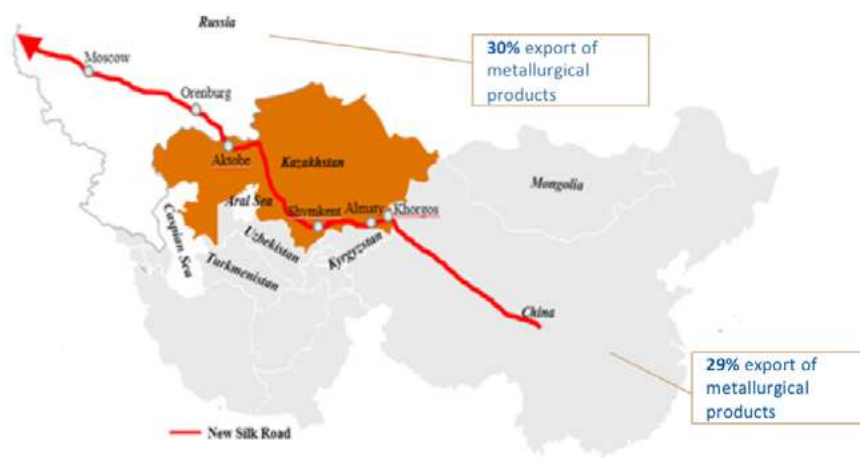 Russia
30% export of
metallurgical
products
Moscow
Orenburg
Aktobe
Kazakhstan
Mongolia
Aral Sea
Shymkent
Almaty
Khorgos
Caspian Sea
Uzbekistan
Kyrgyzstan
Turkmenistan
China
29% export of
metallurgical
products
New Silk Road